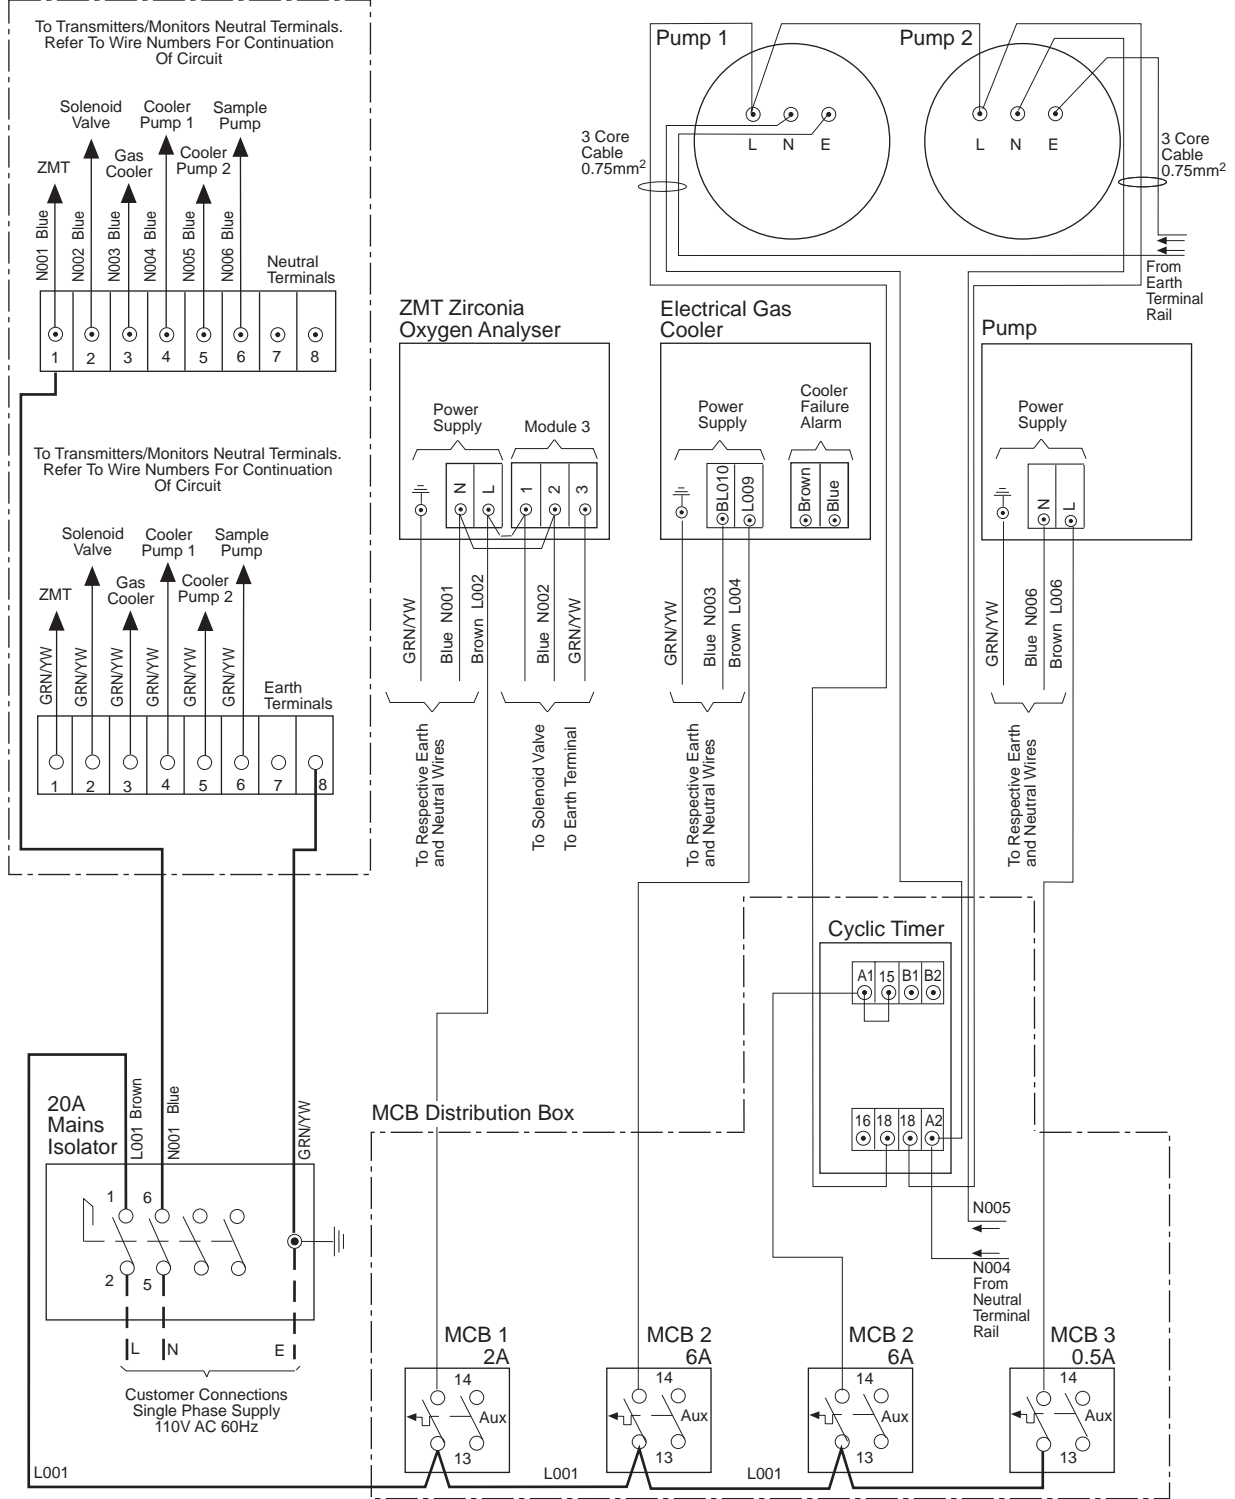 To Transmitters/Monitors Neutral Terminals.
Refer To Wire Numbers For Continuation
Of Circuit
Solenoid
Valve
Cooler
Pump 1
Sample
Pump
ZMT
Gas
Cooler
Cooler
Pump 2
N001 Blue
N002 Blue
N003 Blue
N004 Blue
N005 Blue
N006 Blue
Neutral
Terminals
1 2 3 4 5 6 7 8
To Transmitters/Monitors Neutral Terminals.
Refer To Wire Numbers For Continuation
Of Circuit
Solenoid
Valve
Cooler
Pump 1
Sample
Pump
ZMT
Gas
Cooler
Cooler
Pump 2
GRN/YW
GRN/YW
GRN/YW
GRN/YW
GRN/YW
GRN/YW
Earth
Terminals
1 2 3 4 5 6 7 8
Pump 1
L N E
3 Core
Cable
0.75mm2
Pump 2
L N E
3 Core
Cable
0.75mm2
From
Earth
Terminal
Rail
ZMT Zirconia
Oxygen Analyser
Power
Supply
Module 3
N L 1 2 3
GRN/YW
Blue N001
Brown L002
Blue N002
GRN/YW
To Respective Earth
and Neutral Wires
To Solenoid Valve
To Earth Terminal
Electrical Gas
Cooler
Power
Supply
Cooler
Failure
Alarm
BL010 L009
Brown Blue
GRN/YW
Blue N003
Brown L004
To Respective Earth
and Neutral Wires
Pump
Power
Supply
N L
GRN/YW
Blue N006
Brown L006
To Respective Earth
and Neutral Wires
Cyclic Timer
A1 15 B1 B2
16 18 18 A2
N005
N004
From
Neutral
Terminal
Rail
MCB Distribution Box
20A
Mains
Isolator
L001 Brown
N001 Blue
GRN/YW
1 6
2 5
L N E
Customer Connections
Single Phase Supply
110V AC 60Hz
MCB 1
2A
14
Aux
13
MCB 2
6A
14
Aux
13
MCB 2
6A
14
Aux
13
MCB 3
0.5A
14
Aux
13
L001
L001
L001